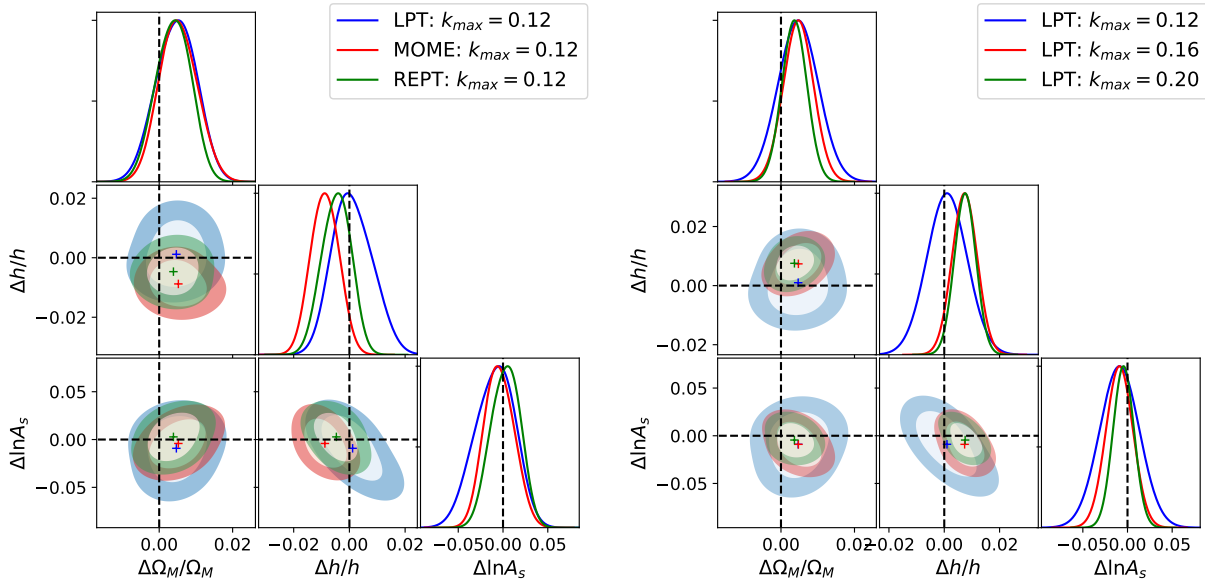 LPT: k_max = 0.12
MOME: k_max = 0.12
REPT: k_max = 0.12
Δh/h
0.02
0.00
−0.02
ΔlnA_s
0.05
0.00
−0.05
0.00
0.02
ΔΩ_M/Ω_M
−0.02
0.00
0.02
Δh/h
−0.05
0.00
0.05
ΔlnA_s
LPT: k_max = 0.12
LPT: k_max = 0.16
LPT: k_max = 0.20
Δh/h
0.02
0.00
−0.02
ΔlnA_s
0.05
0.00
−0.05
0.00
0.02
ΔΩ_M/Ω_M
−0.02
0.00
0.02
Δh/h
−0.05
0.00
0.05
ΔlnA_s